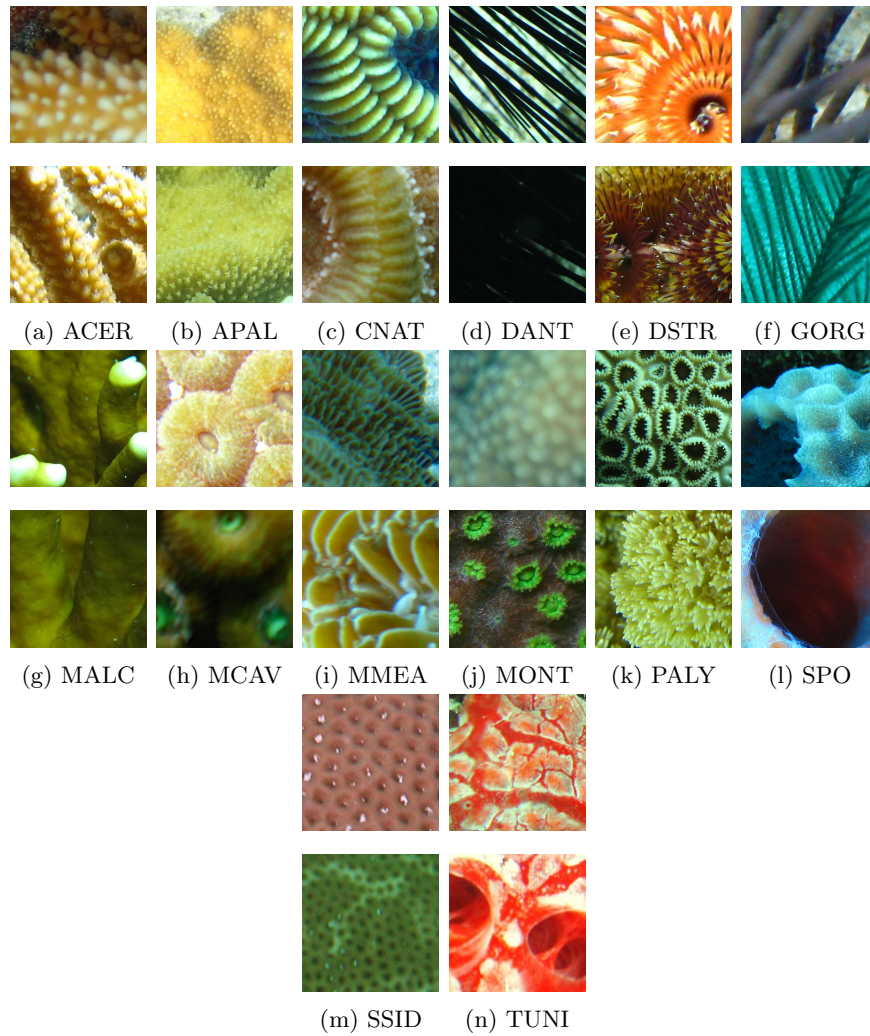 (a) ACER (b) APAL (c) CNAT (d) DANT (e) DSTR (f) GORG
(g) MALC (h) MCAV (i) MMEA (j) MONT (k) PALY (l) SPO
(m) SSID (n) TUNI